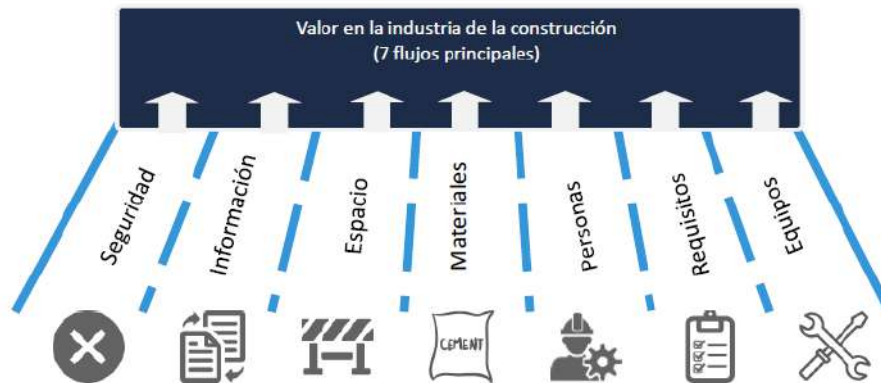 Valor en la industria de la construcción
(7 flujos principales)
Seguridad
Información
Espacio
Materiales
Personas
Requisitos
Equipos
CEMENT